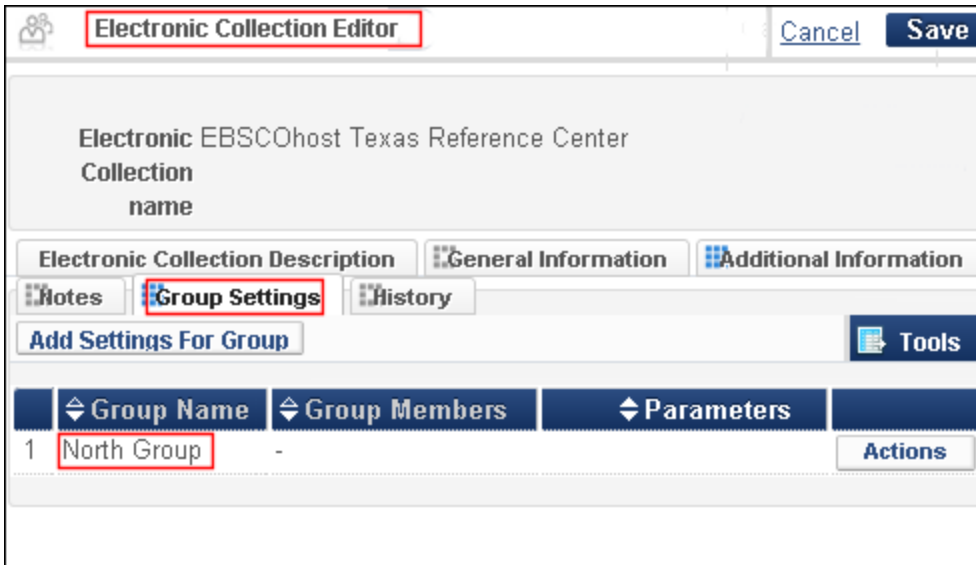 Electronic Collection Editor
Cancel Save
Electronic EBSCOhost Texas Reference Center
Collection
name
Electronic Collection Description General Information Additional Information
Notes Group Settings History
Add Settings For Group Tools
Group Name Group Members Parameters
1 North Group - Actions